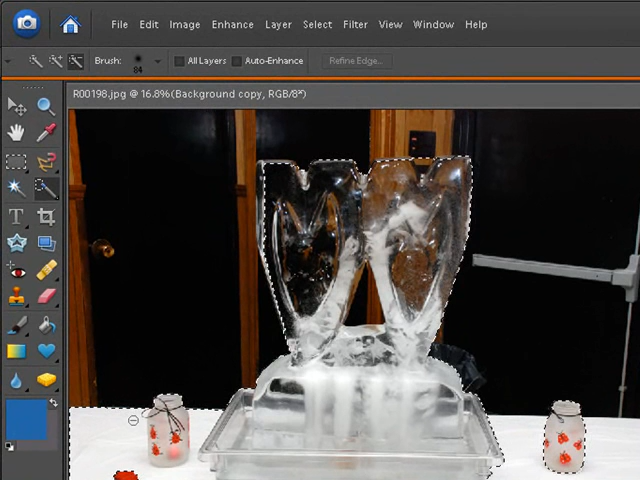 File Edit Image Enhance Layer Select Filter View Window Help
Brush: 84 All Layers Auto-Enhance Refine Edge...
R00198.jpg @ 16.8%(Background copy, RGB/8*)
T